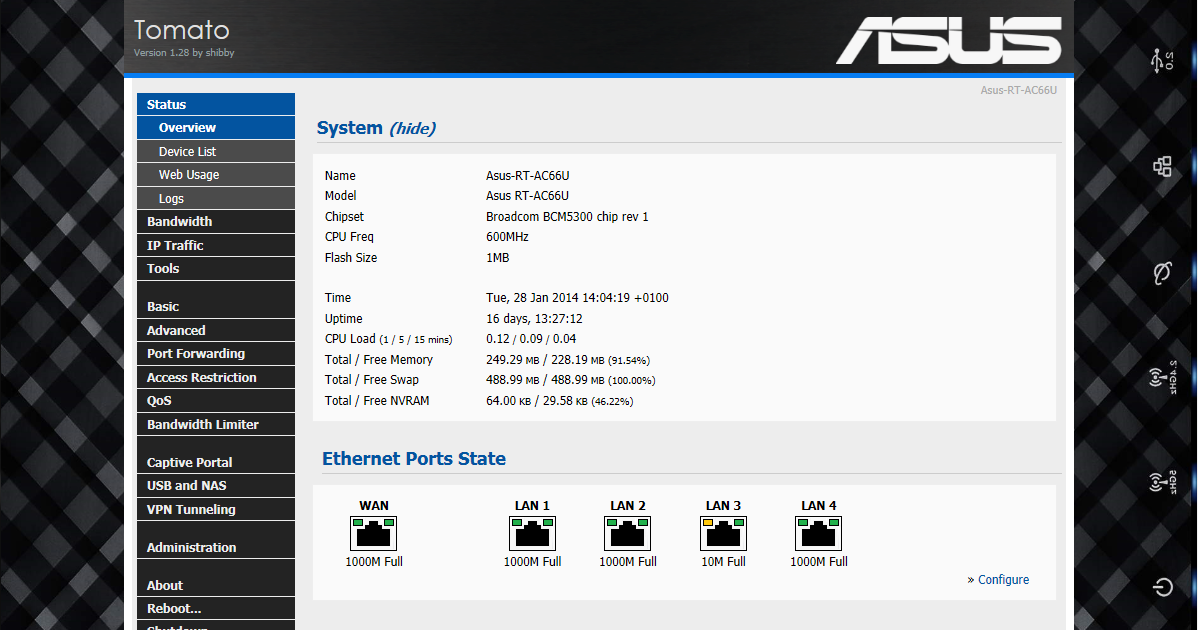 Tomato
Version 1.28 by shibby
ASUS
Asus-RT-AC66U
Status
Overview
Device List
Web Usage
Logs
Bandwidth
IP Traffic
Tools
Basic
Advanced
Port Forwarding
Access Restriction
QoS
Bandwidth Limiter
Captive Portal
USB and NAS
VPN Tunneling
Administration
About
Reboot...
Shutdown
System (hide)
Name Asus-RT-AC66U
Model Asus RT-AC66U
Chipset Broadcom BCM5300 chip rev 1
CPU Freq 600MHz
Flash Size 1MB
Time Tue, 28 Jan 2014 14:04:19 +0100
Uptime 16 days, 13:27:12
CPU Load (1 / 5 / 15 mins) 0.12 / 0.09 / 0.04
Total / Free Memory 249.29 MB / 228.19 MB (91.54%)
Total / Free Swap 488.99 MB / 488.99 MB (100.00%)
Total / Free NVRAM 64.00 KB / 29.58 KB (46.22%)
Ethernet Ports State
WAN LAN 1 LAN 2 LAN 3 LAN 4
1000M Full 1000M Full 1000M Full 10M Full 1000M Full
» Configure
2.0
2.4GHz
5GHz